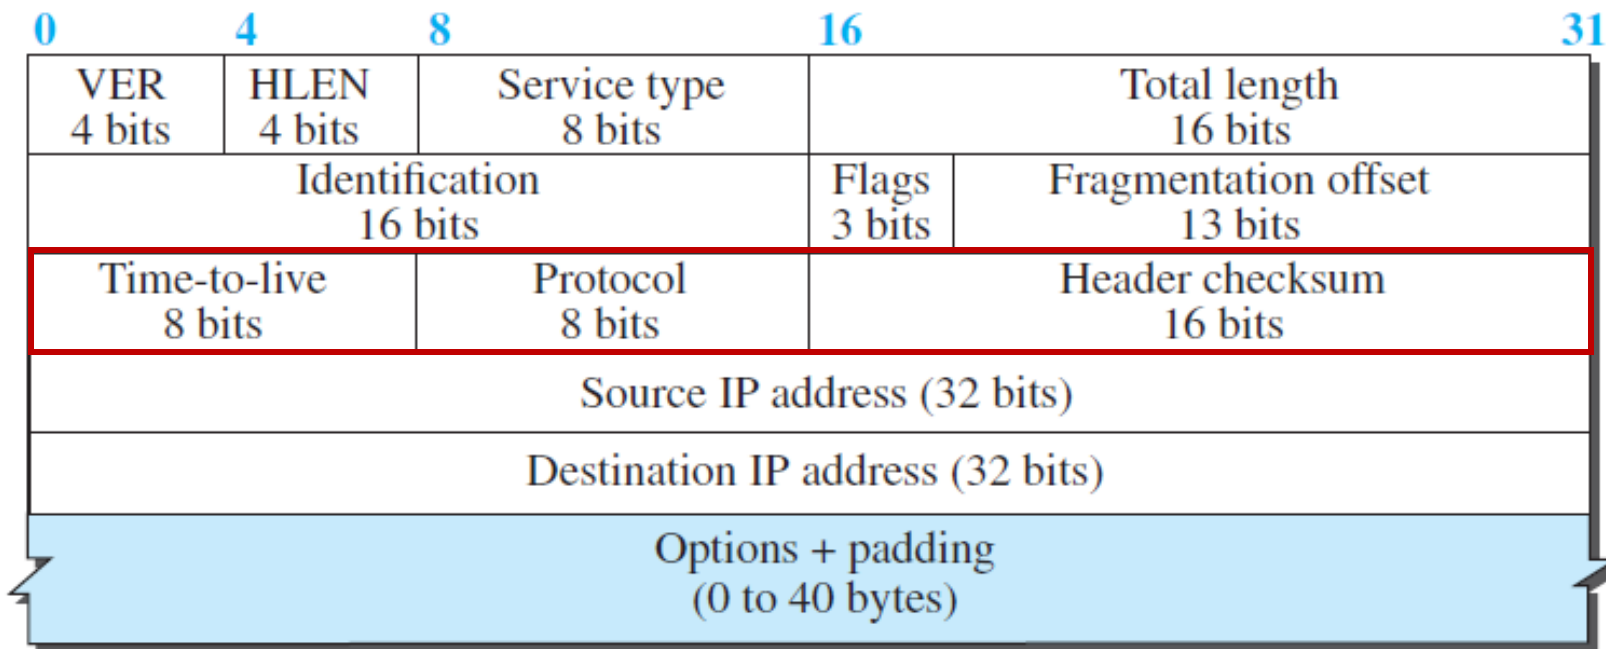 0 4 8 16 31
VER HLEN Service type Total length
4 bits 4 bits 8 bits 16 bits
Identification Flags Fragmentation offset
16 bits 3 bits 13 bits
Time-to-live Protocol Header checksum
8 bits 8 bits 16 bits
Source IP address (32 bits)
Destination IP address (32 bits)
Options + padding
(0 to 40 bytes)